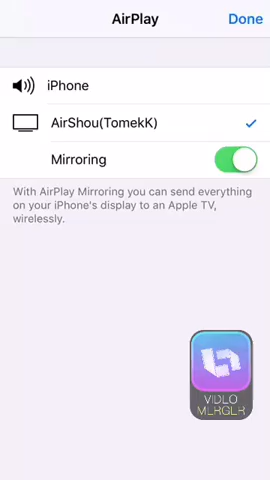 AirPlay
Done
iPhone
AirShou(TomekK)
Mirroring
With AirPlay Mirroring you can send everything
on your iPhone's display to an Apple TV,
wirelessly.
VIDEO
MERGER